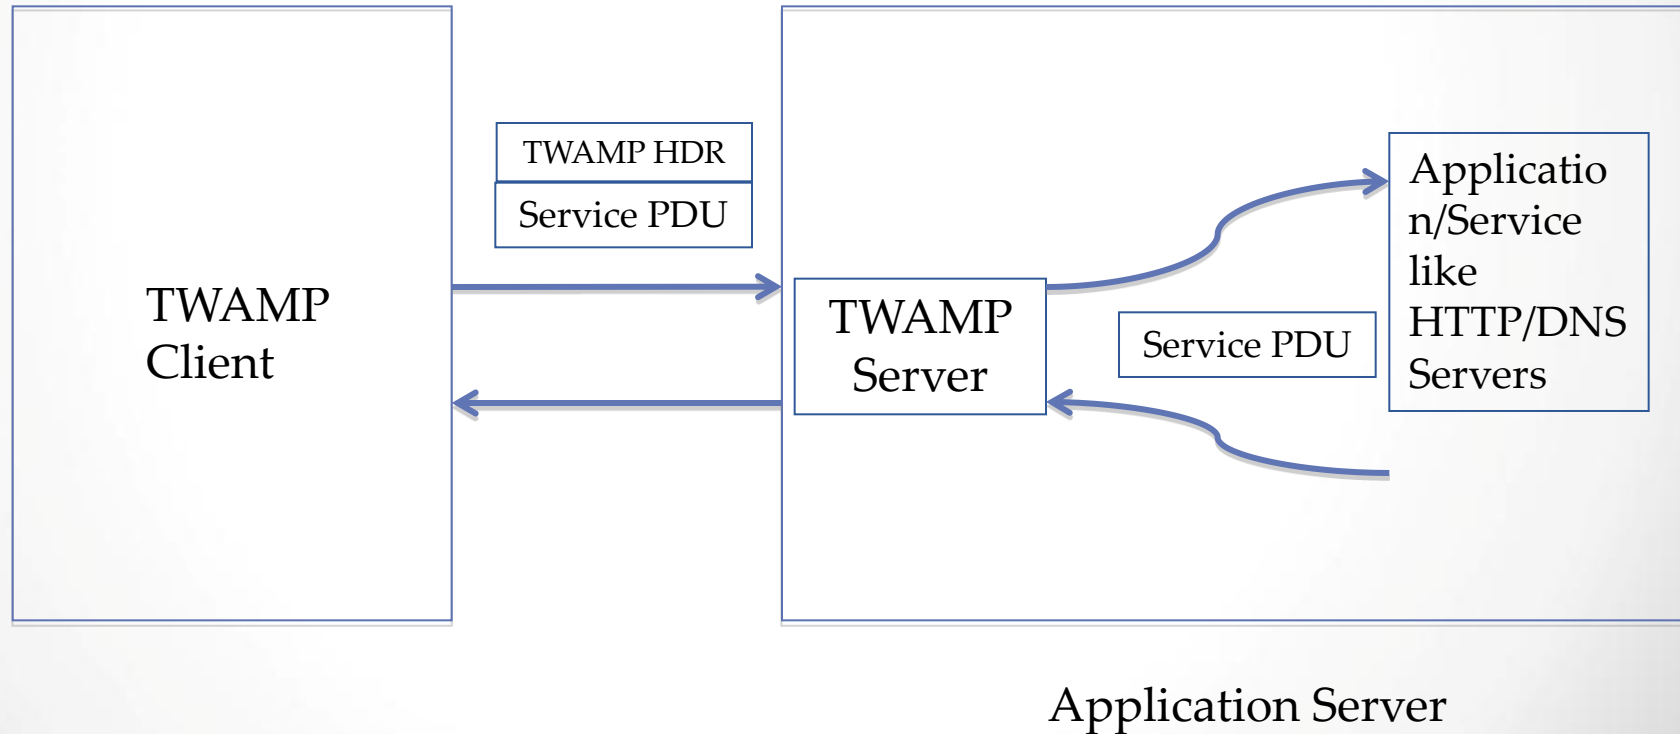 TWAMP
Client
TWAMP HDR
Service PDU
TWAMP
Server
Service PDU
Applicatio
n/Service
like
HTTP/DNS
Servers
Application Server